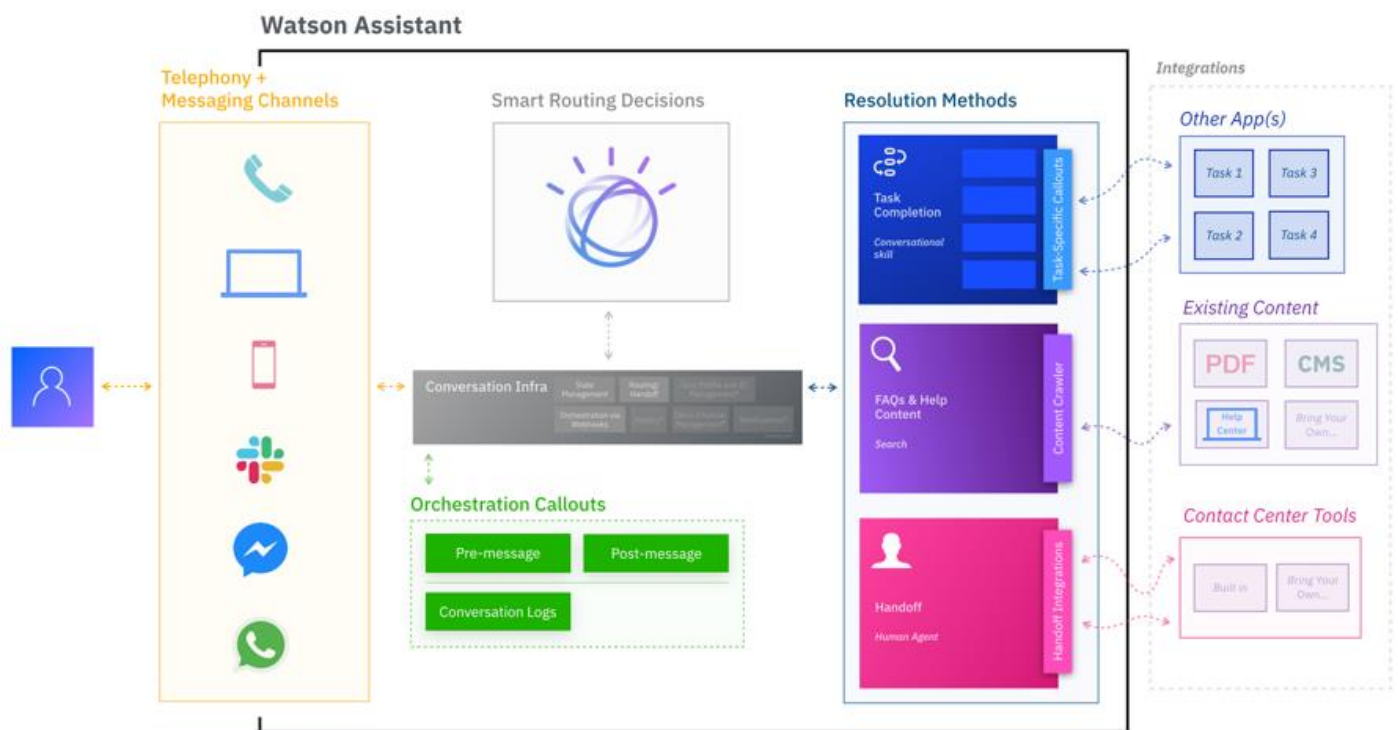 Watson Assistant
Telephony +
Messaging Channels
Smart Routing Decisions
Conversation Infra
State
Management
Routing:
Handoff
Orchestration via
Webhooks
Orchestration Callouts
Pre-message
Post-message
Conversation Logs
Resolution Methods
Task
Completion
Conversational
skill
Task-Specific Callouts
FAQs & Help
Content
Search
Content Crawler
Handoff
Human Agent
Handoff Integrations
Integrations
Other App(s)
Task 1
Task 3
Task 2
Task 4
Existing Content
PDF
CMS
Help
Center
Bring Your
Own...
Contact Center Tools
Built in
Bring Your
Own...